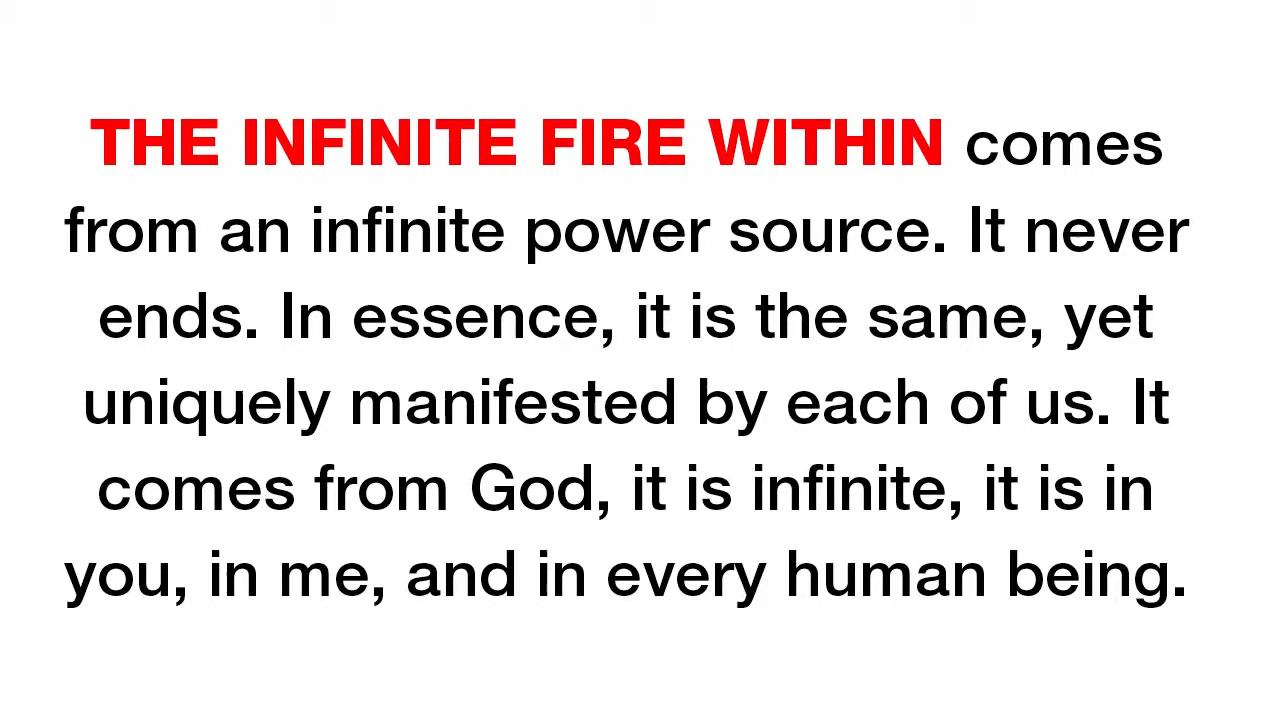 THE INFINITE FIRE WITHIN comes
from an infinite power source. It never
ends. In essence, it is the same, yet
uniquely manifested by each of us. It
comes from God, it is infinite, it is in
you, in me, and in every human being.